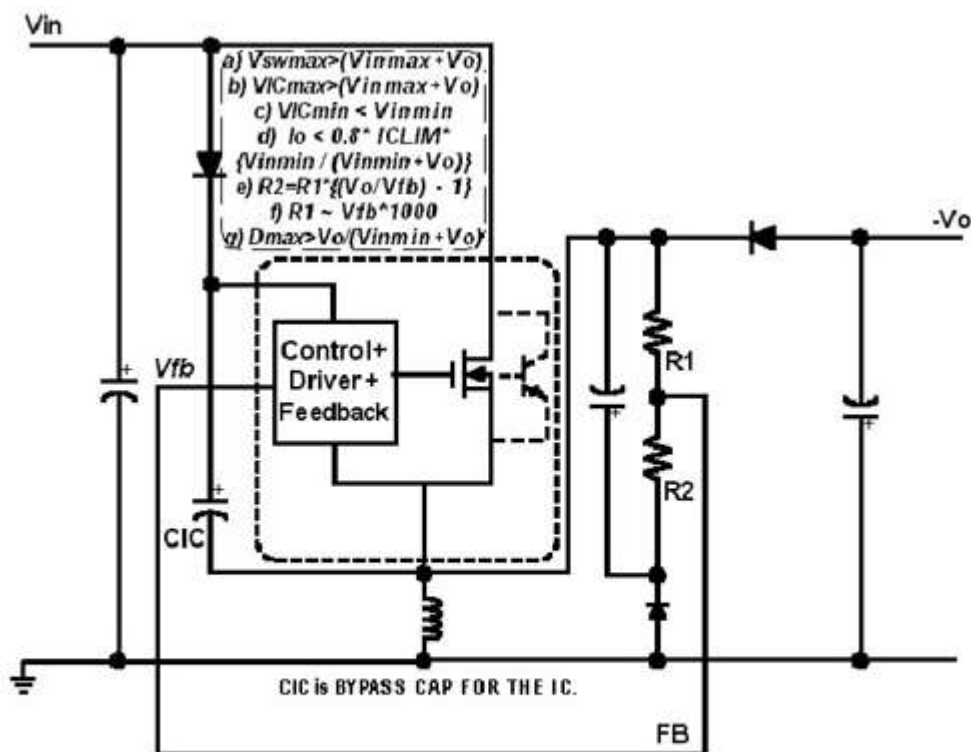 Vin
a) Vswmax>(Vinmax+Vo)
b) VICmax>(Vinmax+Vo)
c) VICmin < Vinmin
d) Io < 0.8* ICLIM*
{Vinmin / (Vinmin+Vo)}
e) R2=R1*{(Vo/Vfb) - 1}
f) R1 ~ Vfb*1000
g) Dmax>Vo/(Vinmin+Vo)
-Vo
Vfb
Control+
Driver+
Feedback
R1
R2
+
+
+
+
CIC
CIC is BYPASS CAP FOR THE IC.
FB